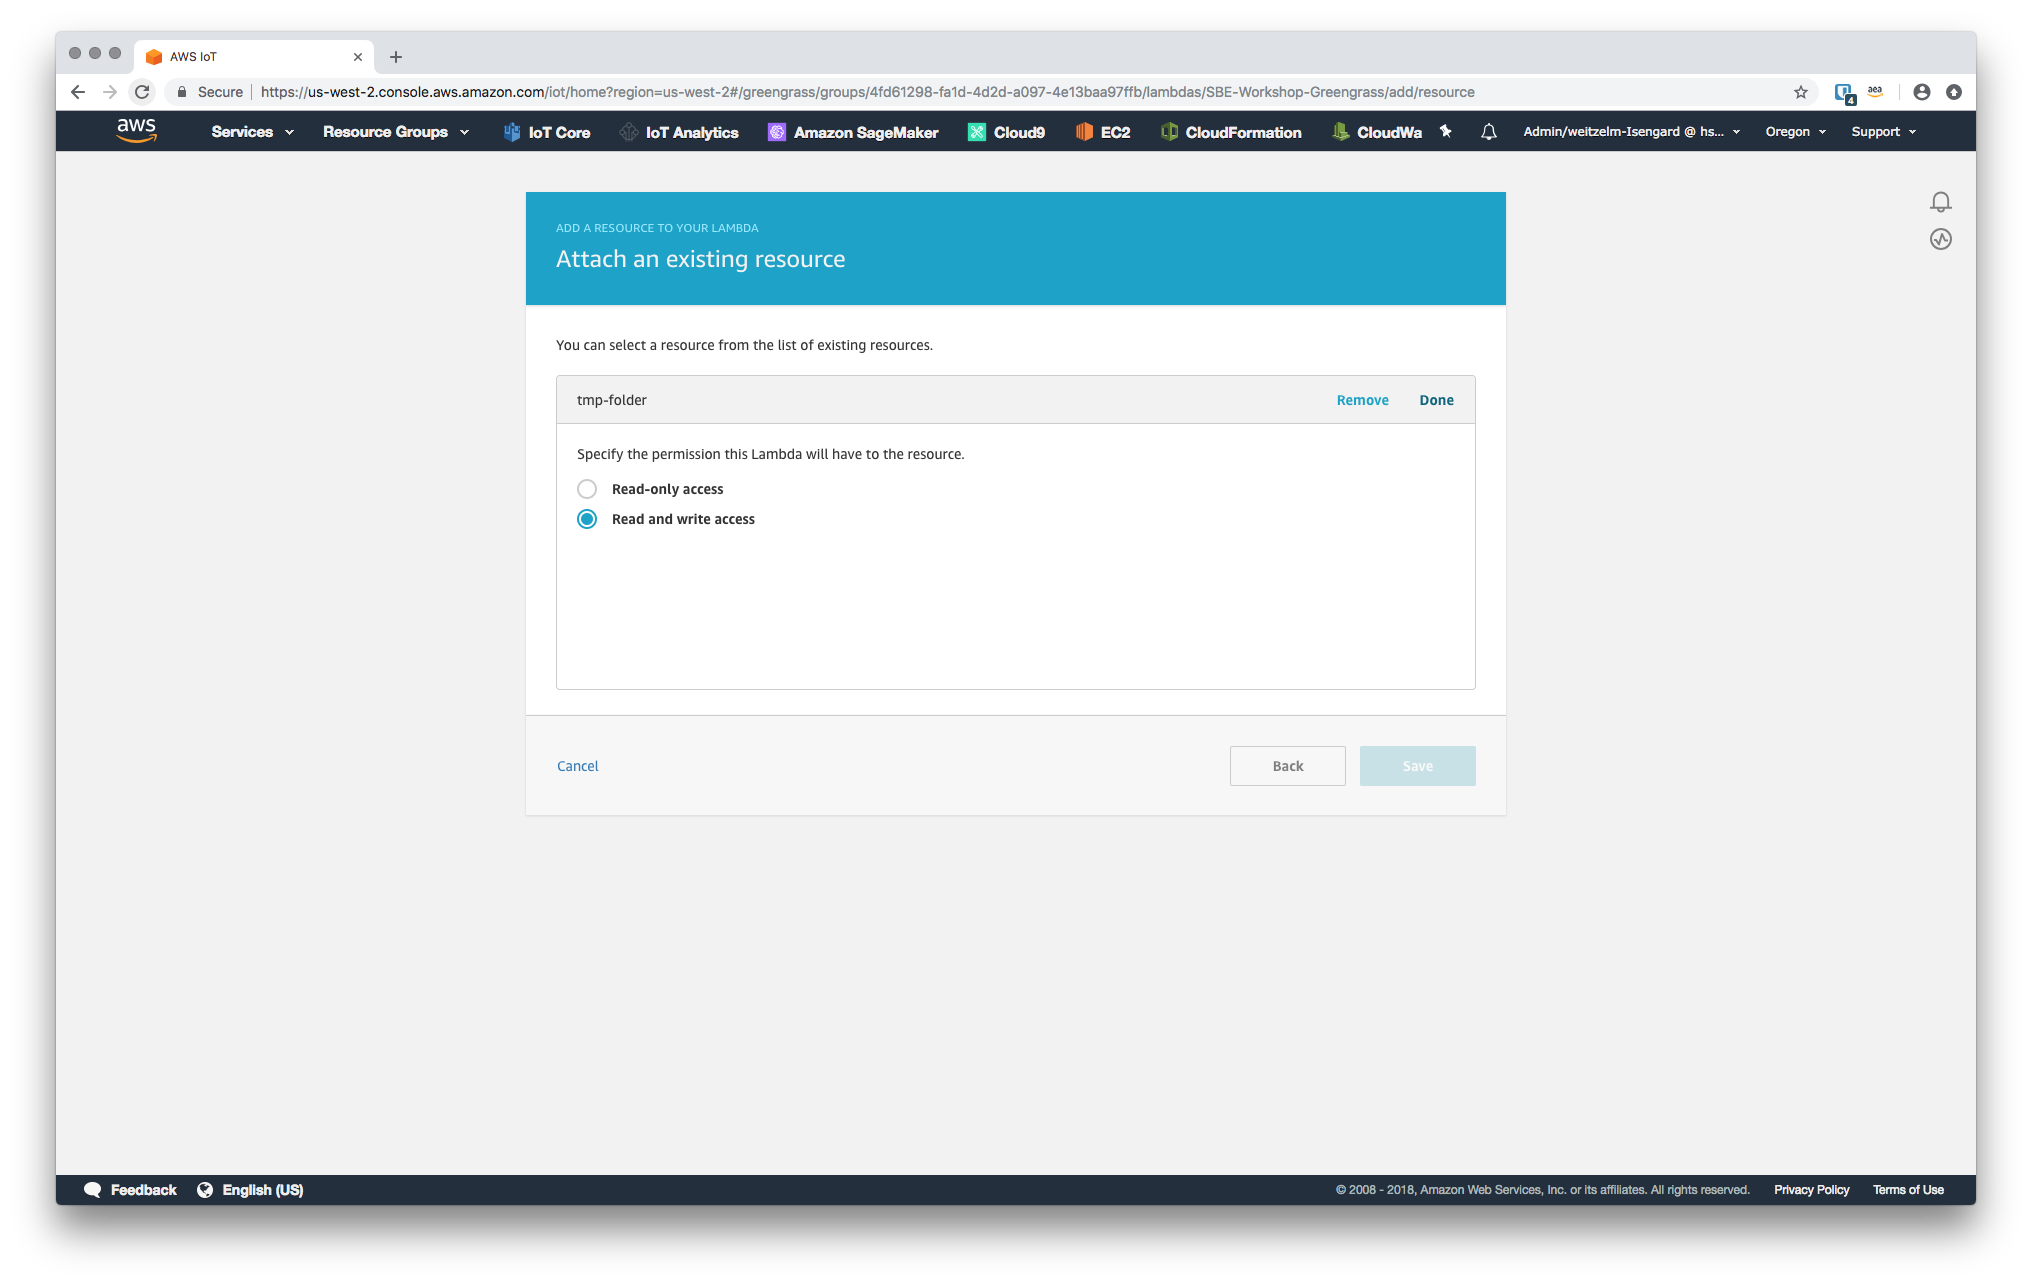 AWS IoT
Secure https://us-west-2.console.aws.amazon.com/iot/home?region=us-west-2#/greengrass/groups/4fd61298-fa1d-4d2d-a097-4e13baa97ffb/lambdas/SBE-Workshop-Greengrass/add/resource 4 aea
aws Services Resource Groups IoT Core IoT Analytics Amazon SageMaker Cloud9 EC2 CloudFormation CloudWa Admin/weitzelm-Isengard @ hs... Oregon Support
ADD A RESOURCE TO YOUR LAMBDA
Attach an existing resource
You can select a resource from the list of existing resources.
tmp-folder Remove Done
Specify the permission this Lambda will have to the resource.
Read-only access
Read and write access
Cancel Back Save
Feedback English (US) © 2008 - 2018, Amazon Web Services, Inc. or its affiliates. All rights reserved. Privacy Policy Terms of Use